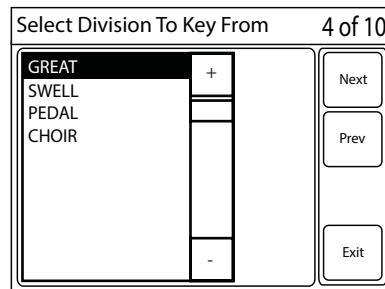 Select Division To Key From 4 of 10
GREAT
SWELL
PEDAL
CHOIR
+
-
Next
Prev
Exit